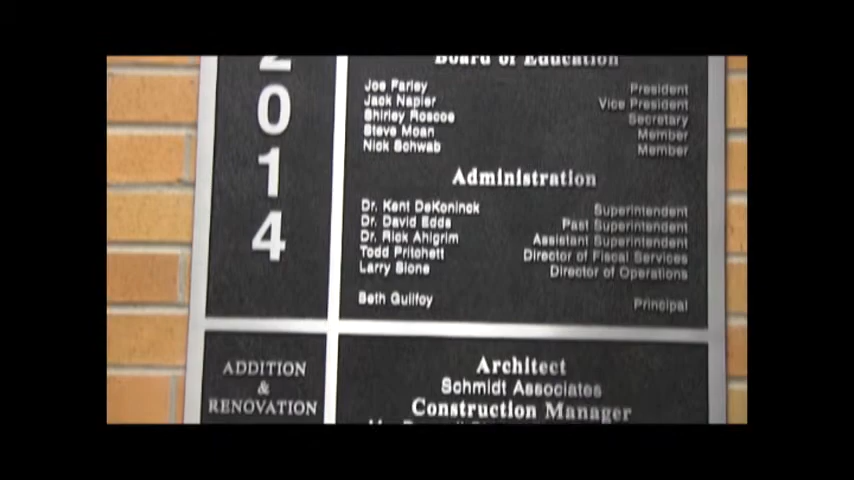 2014
Board of Education
Joe Farley President
Jack Napier Vice President
Shirley Roscoe Secretary
Steve Moan Member
Nick Schwab Member
Administration
Dr. Kent DeKoninck Superintendent
Dr. David Edds Past Superintendent
Dr. Rick Ahlgrim Assistant Superintendent
Todd Pritchett Director of Fiscal Services
Larry Sione Director of Operations
Beth Guilfoy Principal
ADDITION
&
RENOVATION
Architect
Schmidt Associates
Construction Manager